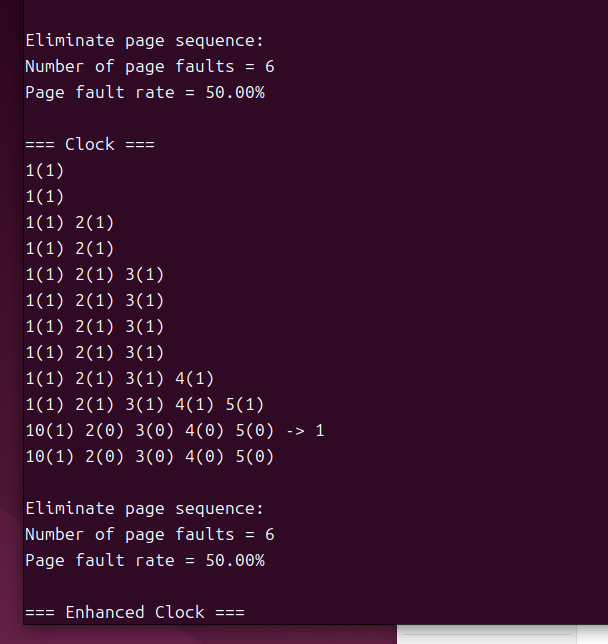 Eliminate page sequence:
Number of page faults = 6
Page fault rate = 50.00%
=== Clock ===
1(1)
1(1)
1(1) 2(1)
1(1) 2(1)
1(1) 2(1) 3(1)
1(1) 2(1) 3(1)
1(1) 2(1) 3(1)
1(1) 2(1) 3(1)
1(1) 2(1) 3(1) 4(1)
1(1) 2(1) 3(1) 4(1) 5(1)
10(1) 2(0) 3(0) 4(0) 5(0) -> 1
10(1) 2(0) 3(0) 4(0) 5(0)
Eliminate page sequence:
Number of page faults = 6
Page fault rate = 50.00%
=== Enhanced Clock ===